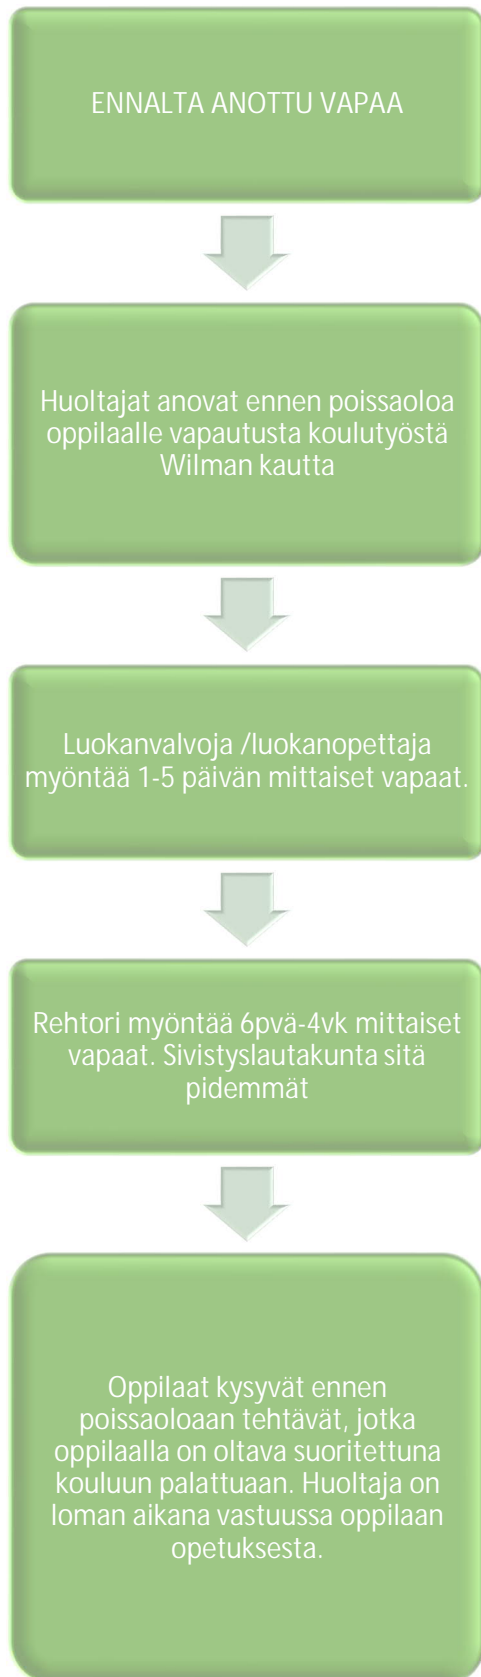 ENNALTA ANOTTU VAPAA
Huoltajat anovat ennen poissaoloa
oppilaalle vapautusta koulutyöstä
Wilman kautta
Luokanvalvoja /luokanopettaja
myöntää 1-5 päivän mittaiset vapaat.
Rehtori myöntää 6pvä-4vk mittaiset
vapaat. Sivistyslautakunta sitä
pidemmät
Oppilaat kysyvät ennen
poissaoloaan tehtävät, jotka
oppilaalla on oltava suoritettuna
kouluun palattuaan. Huoltaja on
loman aikana vastuussa oppilaan
opetuksesta.